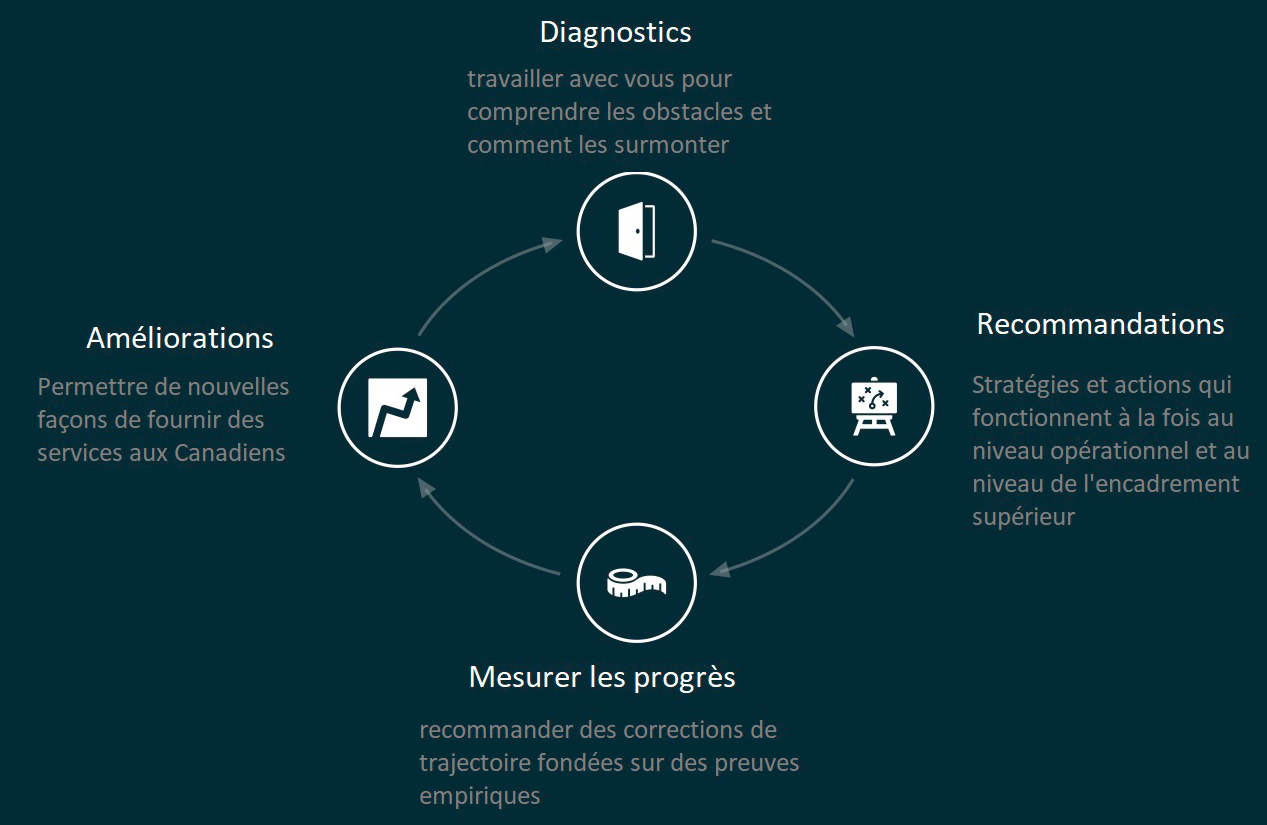 Diagnostics
travailler avec vous pour
comprendre les obstacles et
comment les surmonter
Améliorations
Permettre de nouvelles
façons de fournir des
services aux Canadiens
Recommandations
Stratégies et actions qui
fonctionnent à la fois au
niveau opérationnel et au
niveau de l'encadrement
supérieur
Mesurer les progrès
recommander des corrections de
trajectoire fondées sur des preuves
empiriques